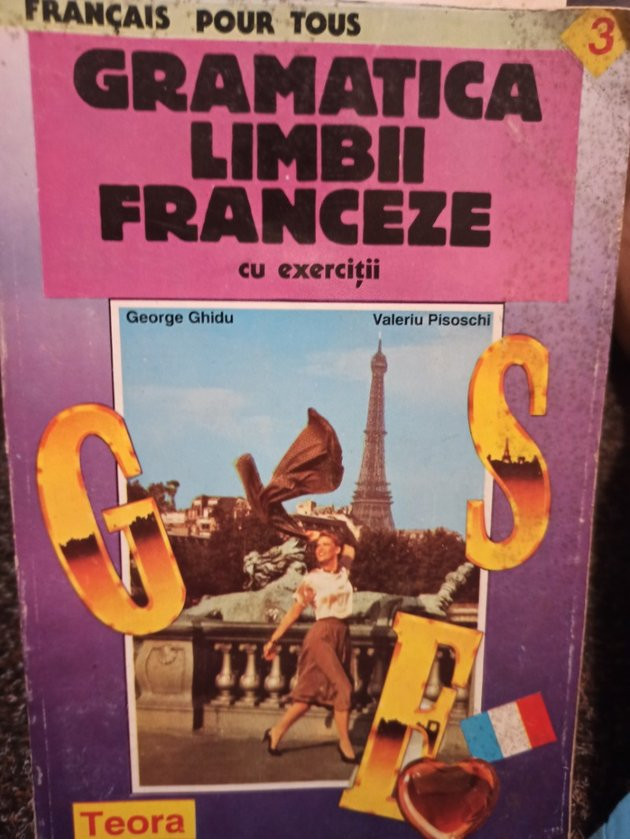 FRANÇAIS POUR TOUS
3
GRAMATICA
LIMBII
FRANCEZE
cu exerciții
George Ghidu
Valeriu Pisoschi
G
S
F
Teora